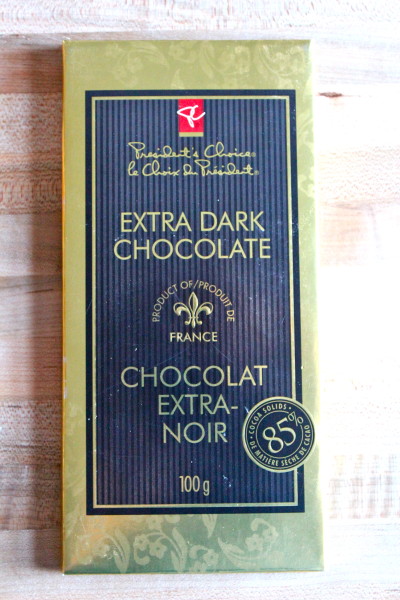 PC
President's Choice®
le Choix du Président®
EXTRA DARK
CHOCOLATE
PRODUCT OF/PRODUIT DE
FRANCE
CHOCOLAT
EXTRA-
NOIR
• COCOA SOLIDS •
85%
DE MATIÈRE SÈCHE DE CACAO
100 g